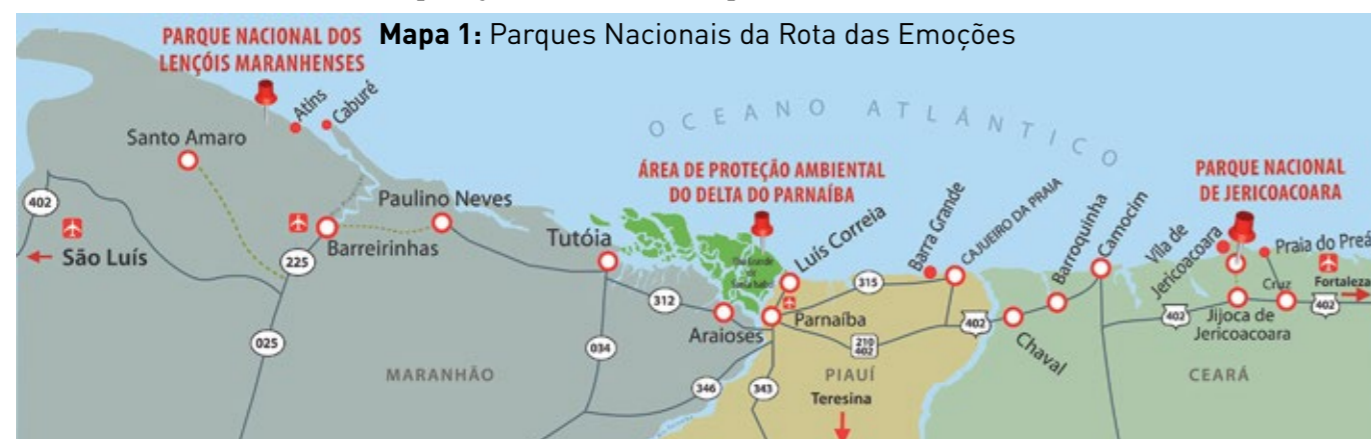 Mapa 1: Parques Nacionais da Rota das Emoções
PARQUE NACIONAL DOS
LENÇÓIS MARANHENSES
Atins
Caburé
OCEANO ATLÂNTICO
Santo Amaro
ÁREA DE PROTEÇÃO AMBIENTAL
DO DELTA DO PARNAÍBA
PARQUE NACIONAL
DE JERICOACOARA
402
São Luís
225
Barreirinhas
Paulino Neves
Tutóia
Luís Correia
Barra Grande
CAJUEIRO DA PRAIA
Barroquinha
Camocim
Vila de
Jericoacoara
Praia do Preá
Fortaleza
402
Cruz
Jijoca de
Jericoacoara
402
312
Araioses
Parnaíba
315
210
402
402
Chaval
025
034
346
343
MARANHÃO
PIAUÍ
Teresina
CEARÁ